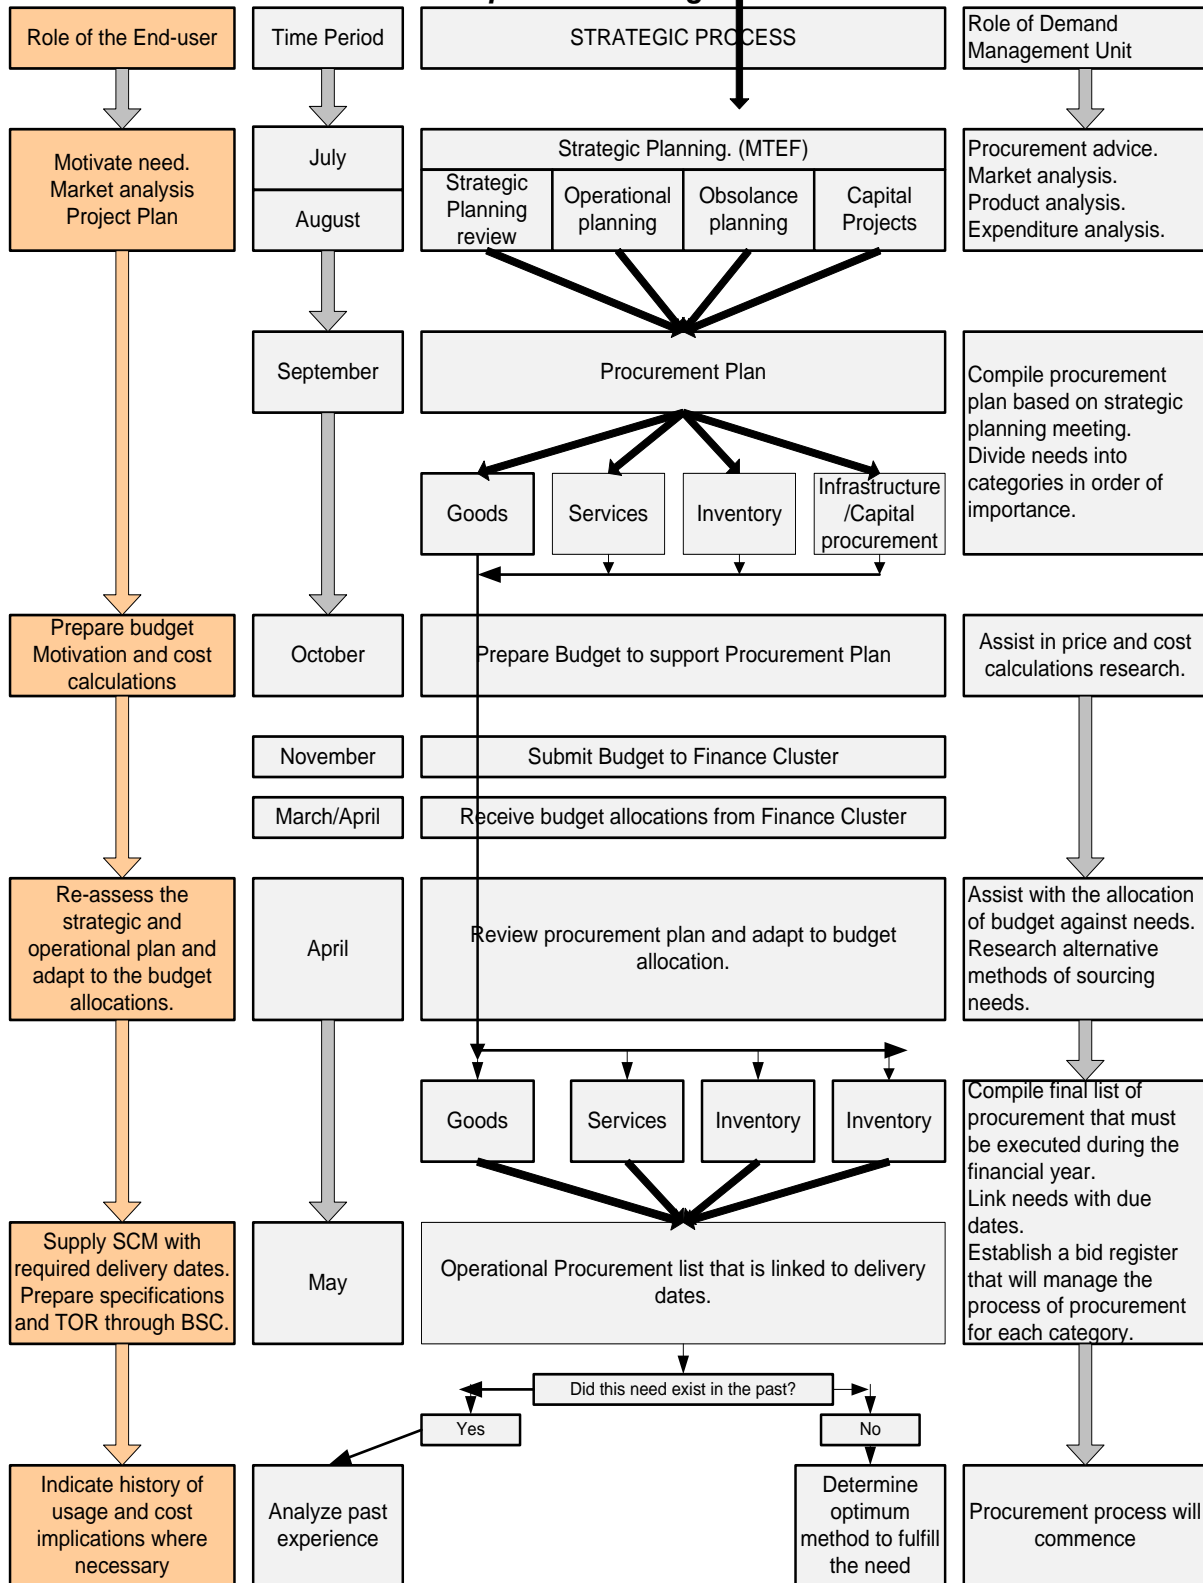 Role of the End-user
Time Period
STRATEGIC PROCESS
Role of Demand
Management Unit
Motivate need.
Market analysis
Project Plan
July
August
Strategic Planning. (MTEF)
Strategic
Planning
review
Operational
planning
Obsolance
planning
Capital
Projects
Procurement advice.
Market analysis.
Product analysis.
Expenditure analysis.
September
Procurement Plan
Compile procurement
plan based on strategic
planning meeting.
Divide needs into
categories in order of
importance.
Goods
Services
Inventory
Infrastructure
/Capital
procurement
Prepare budget
Motivation and cost
calculations
October
Prepare Budget to support Procurement Plan
Assist in price and cost
calculations research.
November
Submit Budget to Finance Cluster
March/April
Receive budget allocations from Finance Cluster
Re-assess the
strategic and
operational plan and
adapt to the budget
allocations.
April
Review procurement plan and adapt to budget
allocation.
Assist with the allocation
of budget against needs.
Research alternative
methods of sourcing
needs.
Goods
Services
Inventory
Inventory
Compile final list of
procurement that must
be executed during the
financial year.
Link needs with due
dates.
Establish a bid register
that will manage the
process of procurement
for each category.
Supply SCM with
required delivery dates.
Prepare specifications
and TOR through BSC.
May
Operational Procurement list that is linked to delivery
dates.
Did this need exist in the past?
Yes
No
Indicate history of
usage and cost
implications where
necessary
Analyze past
experience
Determine
optimum
method to fulfill
the need
Procurement process will
commence